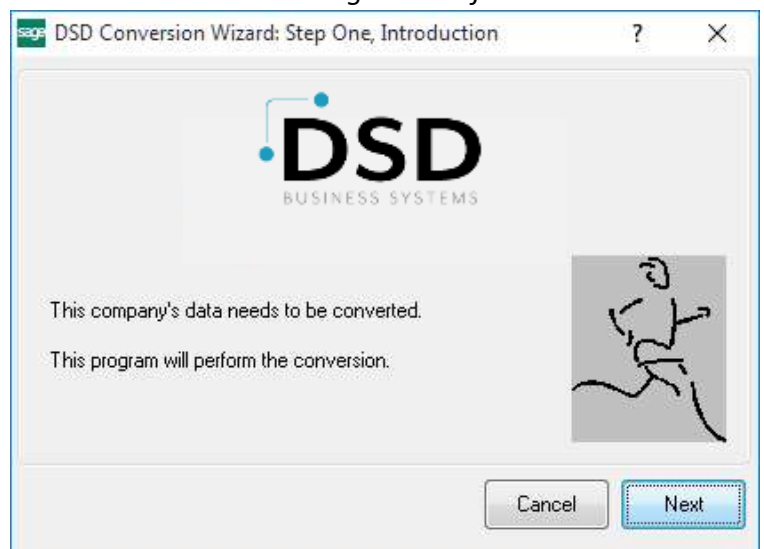 sage DSD Conversion Wizard: Step One, Introduction ? X
DSD
BUSINESS SYSTEMS
This company's data needs to be converted.
This program will perform the conversion.
Cancel Next